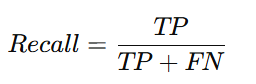 Recall = TP / (TP + FN)